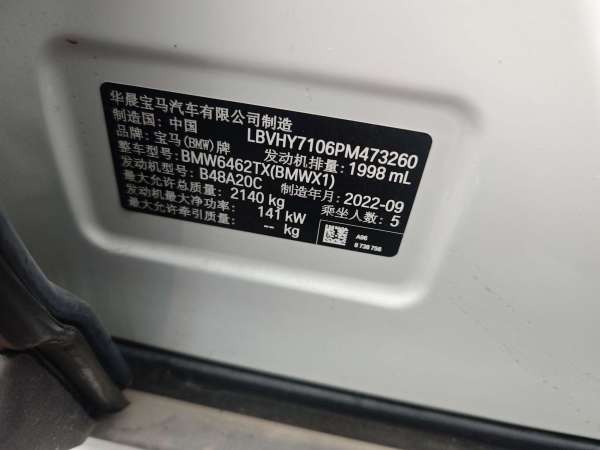 华晨宝马汽车有限公司制造
制造国: 中国 LBVHY7106PM473260
品牌: 宝马(BMW)牌 发动机排量: 1998 mL
整车型号: BMW6462TX(BMWX1)
发动机型号: B48A20C 制造年月: 2022-09
最大允许总质量: 2140 kg 乘坐人数: 5
发动机最大净功率: 141 kW
最大允许牵引质量: -- kg
A96
9 736 756